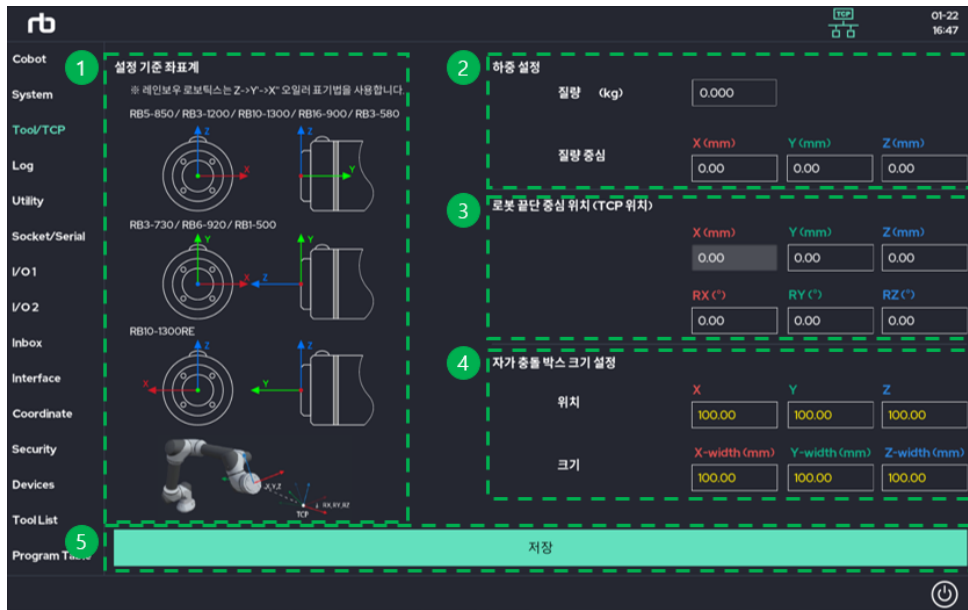 rb
TCP
01-22
16:47
Cobot
System
Tool/TCP
Log
Utility
Socket/Serial
I/O 1
I/O 2
Inbox
Interface
Coordinate
Security
Devices
Tool List
Program Table
1
설정 기준 좌표계
※ 레인보우 로보틱스는 Z->Y'->X" 오일러 표기법을 사용합니다.
RB5-850/ RB3-1200/ RB10-1300/ RB16-900/ RB3-580
Z
X
Z
Y
RB3-730/ RB6-920/ RB1-500
Y
X
Y
Z
RB10-1300RE
Z
X
Z
Y
X,Y,Z
RX,RY,RZ
TCP
2
하중 설정
질량 (kg)
0.000
X (mm) Y (mm) Z (mm)
질량 중심
0.00 0.00 0.00
3
로봇 끝단 중심 위치 (TCP 위치)
X (mm) Y (mm) Z (mm)
0.00 0.00 0.00
RX (°) RY (°) RZ (°)
0.00 0.00 0.00
4
자가 충돌 박스 크기 설정
X Y Z
위치
100.00 100.00 100.00
X-width (mm) Y-width (mm) Z-width (mm)
크기
100.00 100.00 100.00
5
저장